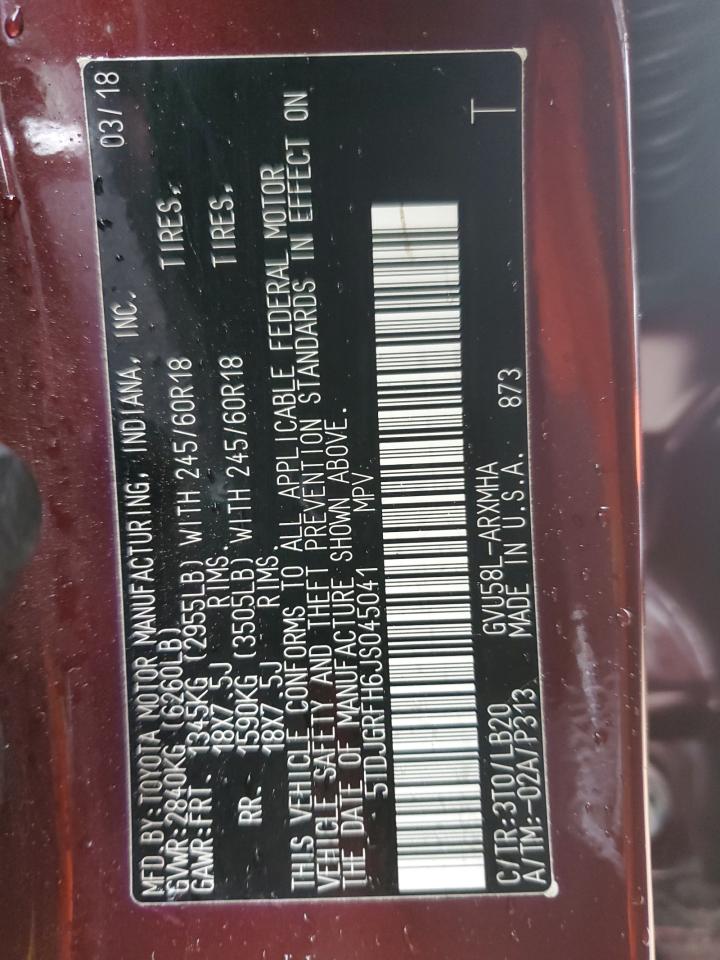 MFD BY:TOYOTA MOTOR MANUFACTURING, INDIANA, INC. 03/18
GVWR:2840KG (6260LB)
GAWR:FRT. 1345KG (2955LB) WITH 245/60R18 TIRES,
18X7.5J RIMS.
RR. 1590KG (3505LB) WITH 245/60R18 TIRES,
18X7.5J RIMS.
THIS VEHICLE CONFORMS TO ALL APPLICABLE FEDERAL MOTOR
VEHICLE SAFETY AND THEFT PREVENTION STANDARDS IN EFFECT ON
THE DATE OF MANUFACTURE SHOWN ABOVE.
5TDJGRFH6JS045041 MPV
C/TR:3T0/LB20 GVU58L-ARXMHA T
A/TM:-02A/P313 MADE IN U.S.A. 873